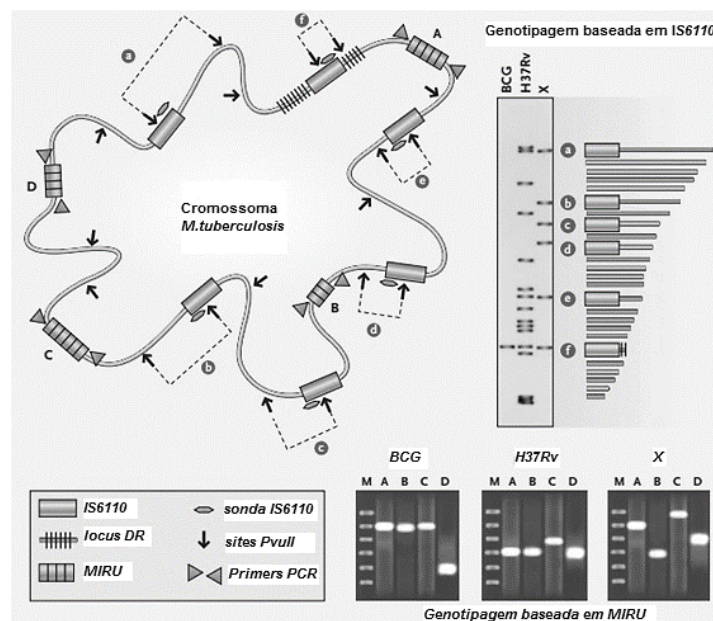 Genotipagem baseada em IS6110
BCG
H37Rv
X
a
b
c
d
e
f
a
f
A
e
D
Cromossoma
M.tuberculosis
B
d
C
b
c
IS6110
sonda IS6110
locus DR
sites PvuII
MIRU
Primers PCR
BCG
H37Rv
X
M A B C D
M A B C D
M A B C D
Genotipagem baseada em MIRU